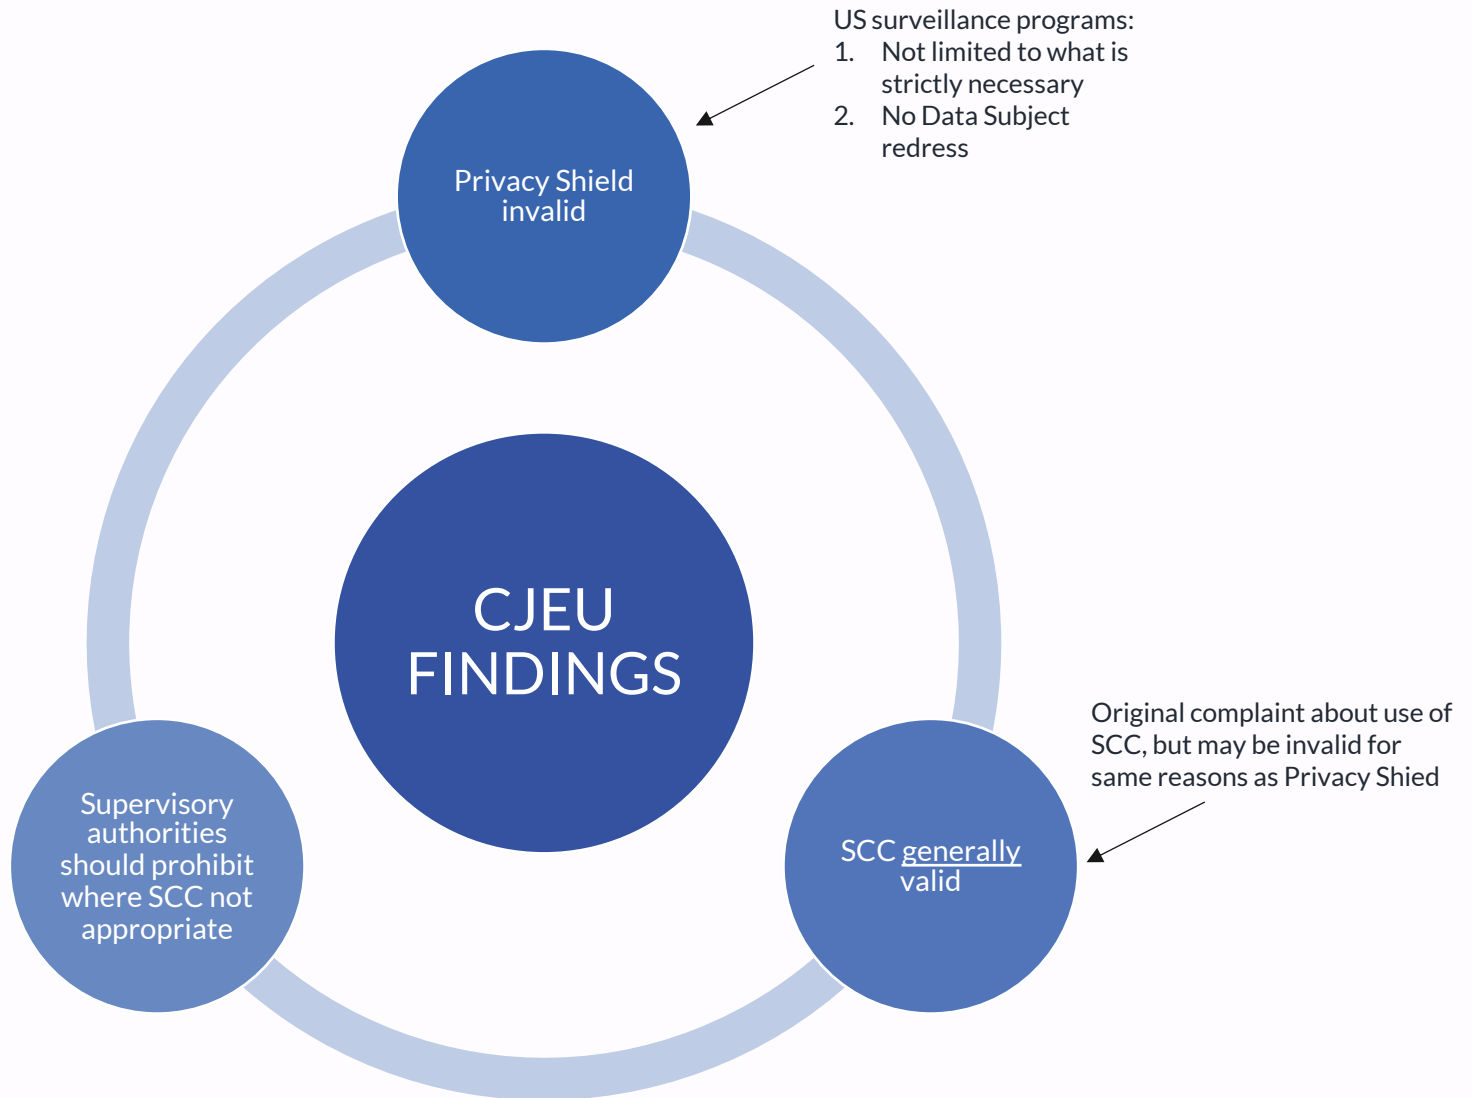 US surveillance programs:
1. Not limited to what is
strictly necessary
2. No Data Subject
redress
Privacy Shield
invalid
CJEU
FINDINGS
Original complaint about use of
SCC, but may be invalid for
same reasons as Privacy Shied
SCC generally
valid
Supervisory
authorities
should prohibit
where SCC not
appropriate